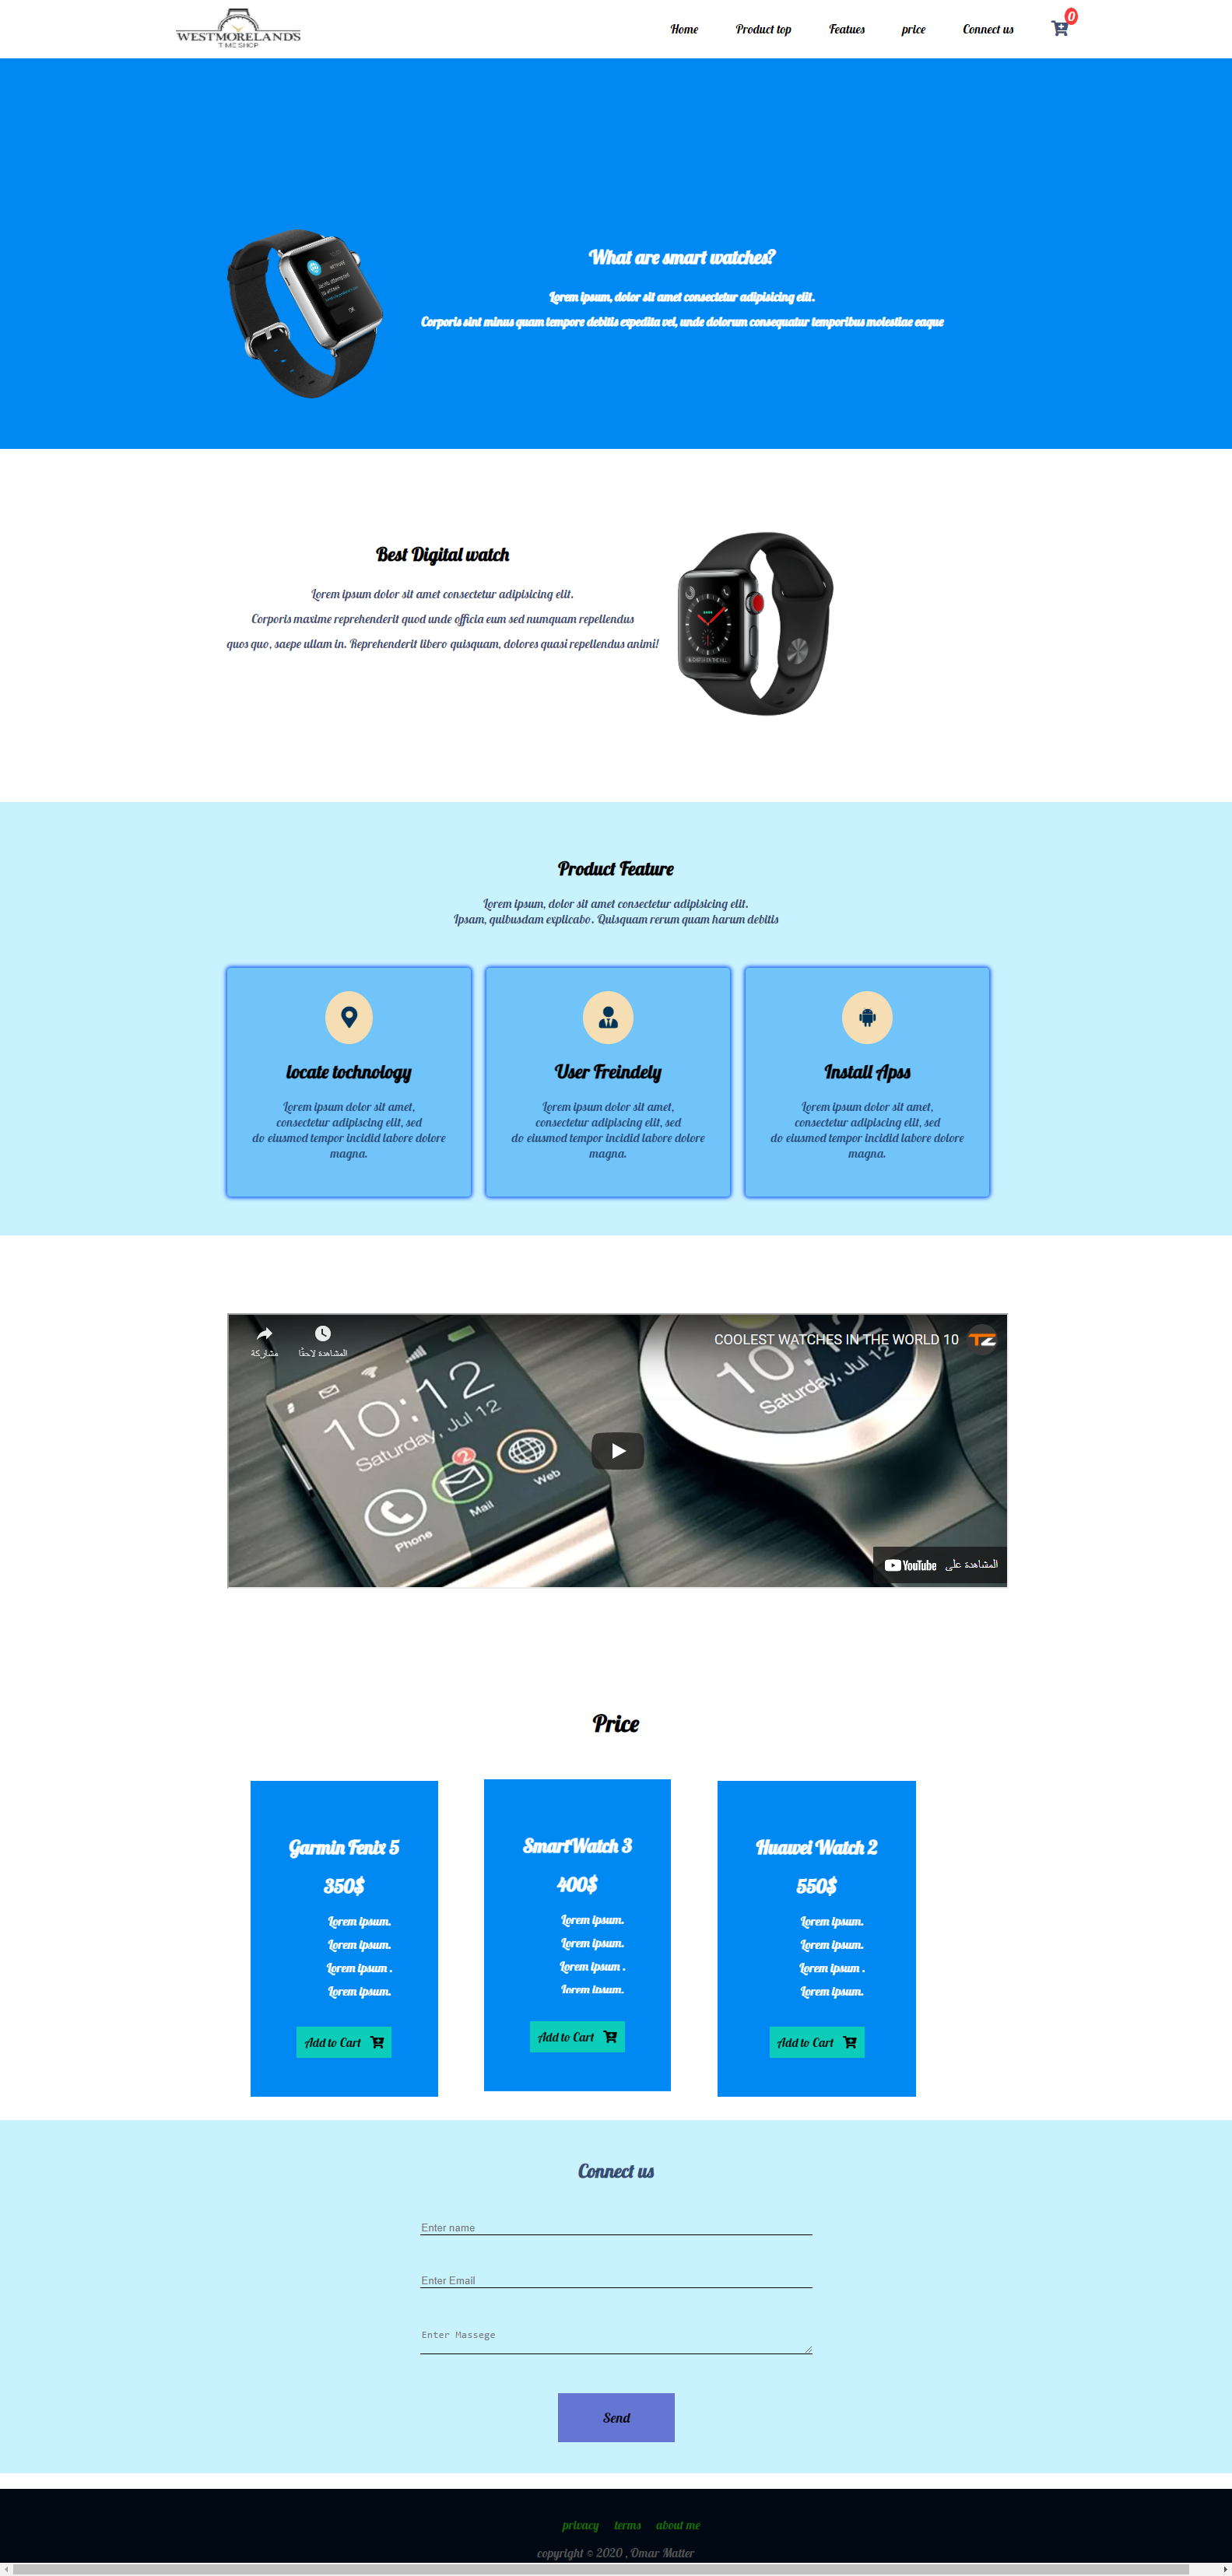 WESTMORELANDS
TIME SHOP
Home Product top Featues price Connect us 0
What are smart watches?
Lorem ipsum, dolor sit amet consectetur adipisicing elit.
Corporis sint minus quam tempore debitis expedita vel, unde dolorum consequatur temporibus molestiae eaque
Best Digital watch
Lorem ipsum dolor sit amet consectetur adipisicing elit.
Corporis maxime reprehenderit quod unde officia eum sed numquam repellendus
quos quo, saepe ullam in. Reprehenderit libero quisquam, dolores quasi repellendus animi!
Product Feature
Lorem ipsum, dolor sit amet consectetur adipisicing elit.
Ipsam, quibusdam explicabo. Quisquam rerum quam harum debitis
locate tochnology
Lorem ipsum dolor sit amet,
consectetur adipiscing elit, sed
do eiusmod tempor incidid labore dolore
magna.
User Freindely
Lorem ipsum dolor sit amet,
consectetur adipiscing elit, sed
do eiusmod tempor incidid labore dolore
magna.
Install Apss
Lorem ipsum dolor sit amet,
consectetur adipiscing elit, sed
do eiusmod tempor incidid labore dolore
magna.
COOLEST WATCHES IN THE WORLD 10
TZ
مشاركة
المشاهدة لاحقًا
10:12
Saturday, Jul 12
2
Phone
Mail
Web
10:12
Saturday, Jul 12
المشاهدة على YouTube
Price
Garmin Fenix 5
350$
Lorem ipsum.
Lorem ipsum.
Lorem ipsum .
Lorem ipsum.
Add to Cart
SmartWatch 3
400$
Lorem ipsum.
Lorem ipsum.
Lorem ipsum .
Lorem ipsum.
Add to Cart
Huawei Watch 2
550$
Lorem ipsum.
Lorem ipsum.
Lorem ipsum .
Lorem ipsum.
Add to Cart
Connect us
Enter name
Enter Email
Enter Massege
Send
privacy terms about me
copyright © 2020 , Omar Matter